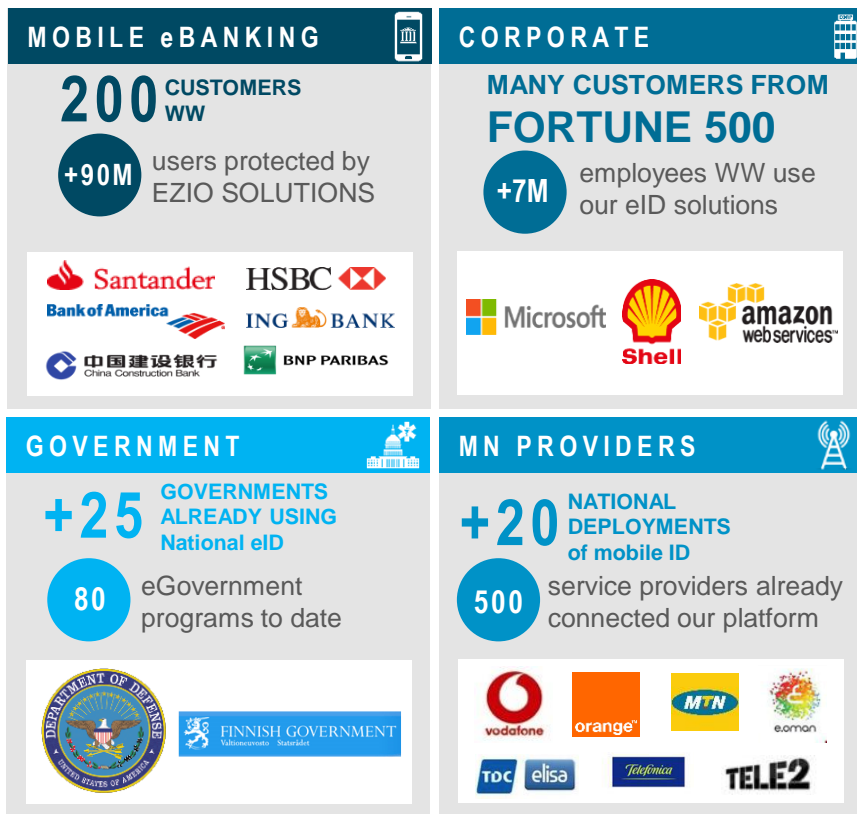 MOBILE eBANKING
200 CUSTOMERS
WW
+90M
users protected by
EZIO SOLUTIONS
Santander
HSBC
Bank of America
ING BANK
中国建设银行
China Construction Bank
BNP PARIBAS
CORPORATE
MANY CUSTOMERS FROM
FORTUNE 500
+7M
employees WW use
our eID solutions
Microsoft
Shell
amazon
web services™
GOVERNMENT
+25
GOVERNMENTS
ALREADY USING
National eID
80
eGovernment
programs to date
DEPARTMENT OF DEFENSE
UNITED STATES OF AMERICA
FINNISH GOVERNMENT
Valtioneuvosto Statsrådet
MN PROVIDERS
+20
NATIONAL
DEPLOYMENTS
of mobile ID
500
service providers already
connected our platform
vodafone
orange™
MTN
e.oman
TDC
elisa
Telefónica
TELE2